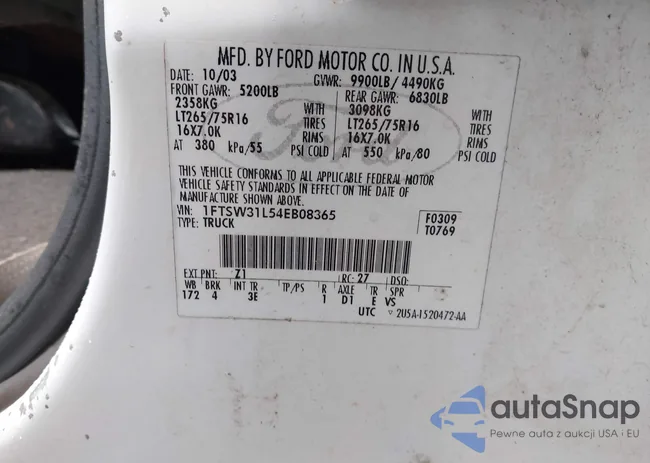 MFD. BY FORD MOTOR CO. IN U.S.A.
DATE: 10/03 GVWR: 9900LB/ 4490KG
FRONT GAWR: 5200LB REAR GAWR: 6830LB
2358KG WITH 3098KG WITH
LT265/75R16 TIRES LT265/75R16 TIRES
16X7.0K RIMS 16X7.0K RIMS
AT 380 kPa/55 PSI COLD AT 550 kPa/80 PSI COLD
THIS VEHICLE CONFORMS TO ALL APPLICABLE FEDERAL MOTOR
VEHICLE SAFETY STANDARDS IN EFFECT ON THE DATE OF
MANUFACTURE SHOWN ABOVE.
VIN: 1FTSW31L54EB08365 F0309
TYPE: TRUCK T0769
EXT PNT: Z1 RC: 27 DSO:
WB BRK INT TR TP/PS R AXLE TR SPR
172 4 3E 1 D1 E VS
UTC ▽ 2U5A-1520472-AA
Ford
autoSnap
Pewne auta z aukcji USA i EU